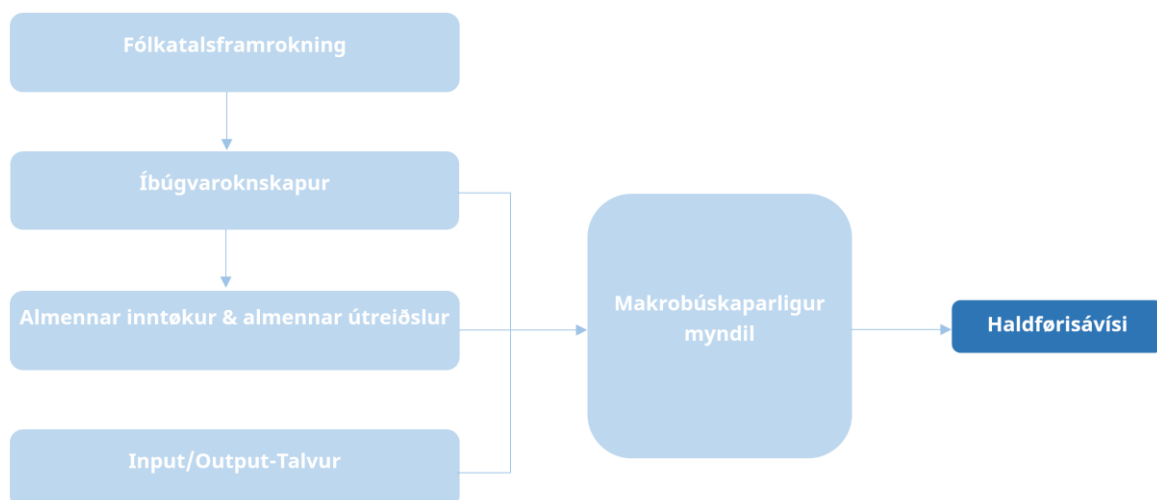 Fólkatalsframrokning
Íbúgvaroknskapur
Almennar inntøkur & almennar útreiðslur
Input/Output-Talvur
Makrobúskaparligur
myndil
Haldførisávísi